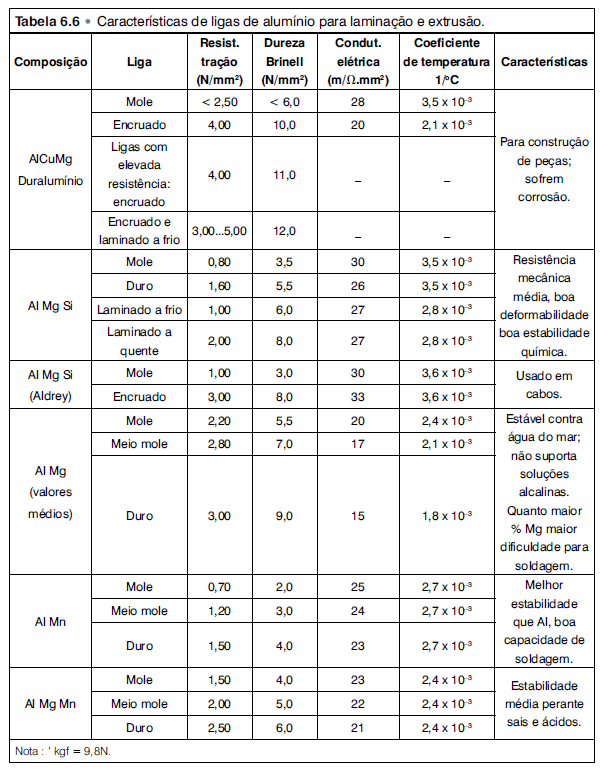 Tabela 6.6 • Características de ligas de alumínio para laminação e extrusão.
Composição | Liga | Resist. tração (N/mm²) | Dureza Brinell (N/mm²) | Condut. elétrica (m/Ω.mm²) | Coeficiente de temperatura 1/°C | Características
AlCuMg Duralumínio | Mole | < 2,50 | < 6,0 | 28 | 3,5 x 10⁻³ | Para construção de peças; sofrem corrosão.
Encruado | 4,00 | 10,0 | 20 | 2,1 x 10⁻³
Ligas com elevada resistência: encruado | 4,00 | 11,0 | – | –
Encruado e laminado a frio | 3,00...5,00 | 12,0 | – | –
Al Mg Si | Mole | 0,80 | 3,5 | 30 | 3,5 x 10⁻³ | Resistência mecânica média, boa deformabilidade boa estabilidade química.
Duro | 1,60 | 5,5 | 26 | 3,5 x 10⁻³
Laminado a frio | 1,00 | 6,0 | 27 | 2,8 x 10⁻³
Laminado a quente | 2,00 | 8,0 | 27 | 2,8 x 10⁻³
Al Mg Si (Aldrey) | Mole | 1,00 | 3,0 | 30 | 3,6 x 10⁻³ | Usado em cabos.
Encruado | 3,00 | 8,0 | 33 | 3,6 x 10⁻³
Al Mg (valores médios) | Mole | 2,20 | 5,5 | 20 | 2,4 x 10⁻³ | Estável contra água do mar; não suporta soluções alcalinas. Quanto maior % Mg maior dificuldade para soldagem.
Meio mole | 2,80 | 7,0 | 17 | 2,1 x 10⁻³
Duro | 3,00 | 9,0 | 15 | 1,8 x 10⁻³
Al Mn | Mole | 0,70 | 2,0 | 25 | 2,7 x 10⁻³ | Melhor estabilidade que Al, boa capacidade de soldagem.
Meio mole | 1,20 | 3,0 | 24 | 2,7 x 10⁻³
Duro | 1,50 | 4,0 | 23 | 2,7 x 10⁻³
Al Mg Mn | Mole | 1,50 | 4,0 | 23 | 2,4 x 10⁻³ | Estabilidade média perante sais e ácidos.
Meio mole | 2,00 | 5,0 | 22 | 2,4 x 10⁻³
Duro | 2,50 | 6,0 | 21 | 2,4 x 10⁻³
Nota : ' kgf = 9,8N.